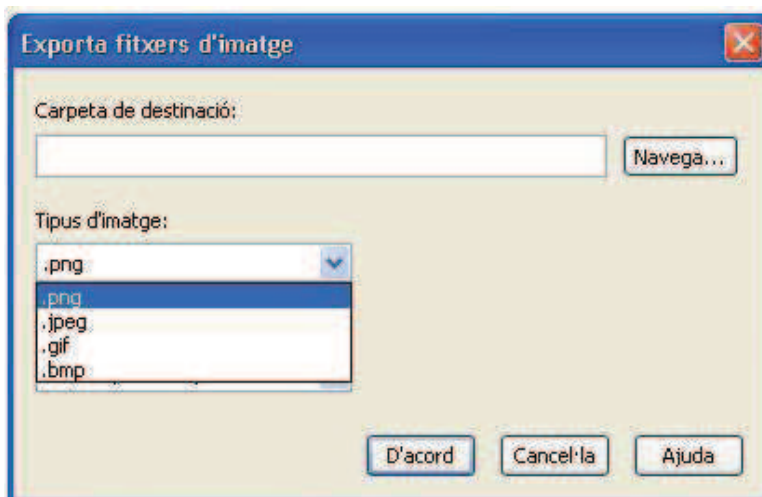 Exporta fitxers d'imatge
Carpeta de destinació:
Navega...
Tipus d'imatge:
.png
.png
.jpeg
.gif
.bmp
D'acord
Cancel·la
Ajuda